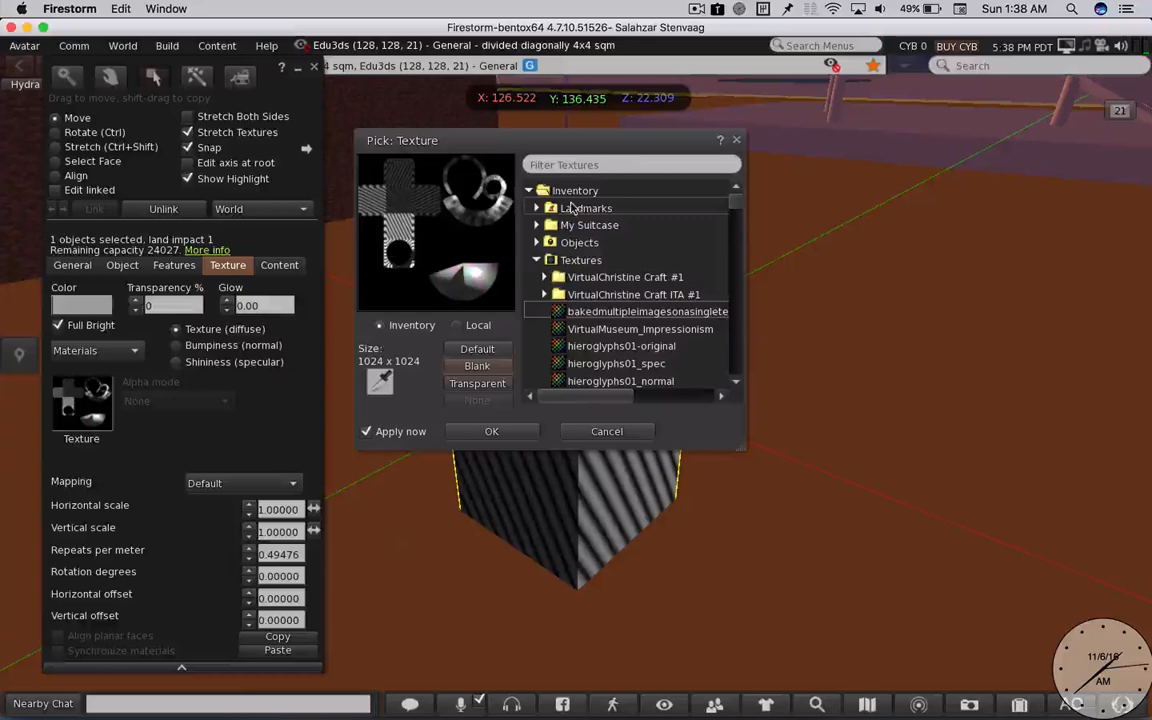 Firestorm Edit Window
49% Sun 1:38 AM
Firestorm-bentox64 4.7.10.51526– Salahzar Stenvaag
Avatar Comm World Build Content Help Edu3ds (128, 128, 21) - General - divided diagonally 4x4 sqm Search Menus CYB 0 BUY CYB 5:38 PM PDT
4 sqm, Edu3ds (128, 128, 21) - General G Search
Hydra
? _ ×
Drag to move, shift-drag to copy
X: 126.522 Y: 136.435 Z: 22.309
21
Move
Rotate (Ctrl)
Stretch (Ctrl+Shift)
Select Face
Align
Edit linked
Stretch Both Sides
Stretch Textures
Snap
Edit axis at root
Show Highlight
Link Unlink World
1 objects selected, land impact 1
Remaining capacity 24027. More info
General Object Features Texture Content
Color Transparency % Glow
0 0.00
Full Bright
Materials
Texture (diffuse)
Bumpiness (normal)
Shininess (specular)
Alpha mode
None
Texture
Mapping Default
Horizontal scale 1.00000
Vertical scale 1.00000
Repeats per meter 0.49476
Rotation degrees 0.00000
Horizontal offset 0.00000
Vertical offset 0.00000
Align planar faces Copy
Synchronize materials Paste
Pick: Texture ?
Filter Textures
Inventory
Landmarks
My Suitcase
Objects
Textures
VirtualChristine Craft #1
VirtualChristine Craft ITA #1
bakedmultipleimagesonasinglete
VirtualMuseum_Impressionism
hieroglyphs01-original
hieroglyphs01_spec
hieroglyphs01_normal
Inventory Local
Size:
1024 x 1024
Default
Blank
Transparent
None
Apply now OK Cancel
11/6/16
AM
Nearby Chat
AO